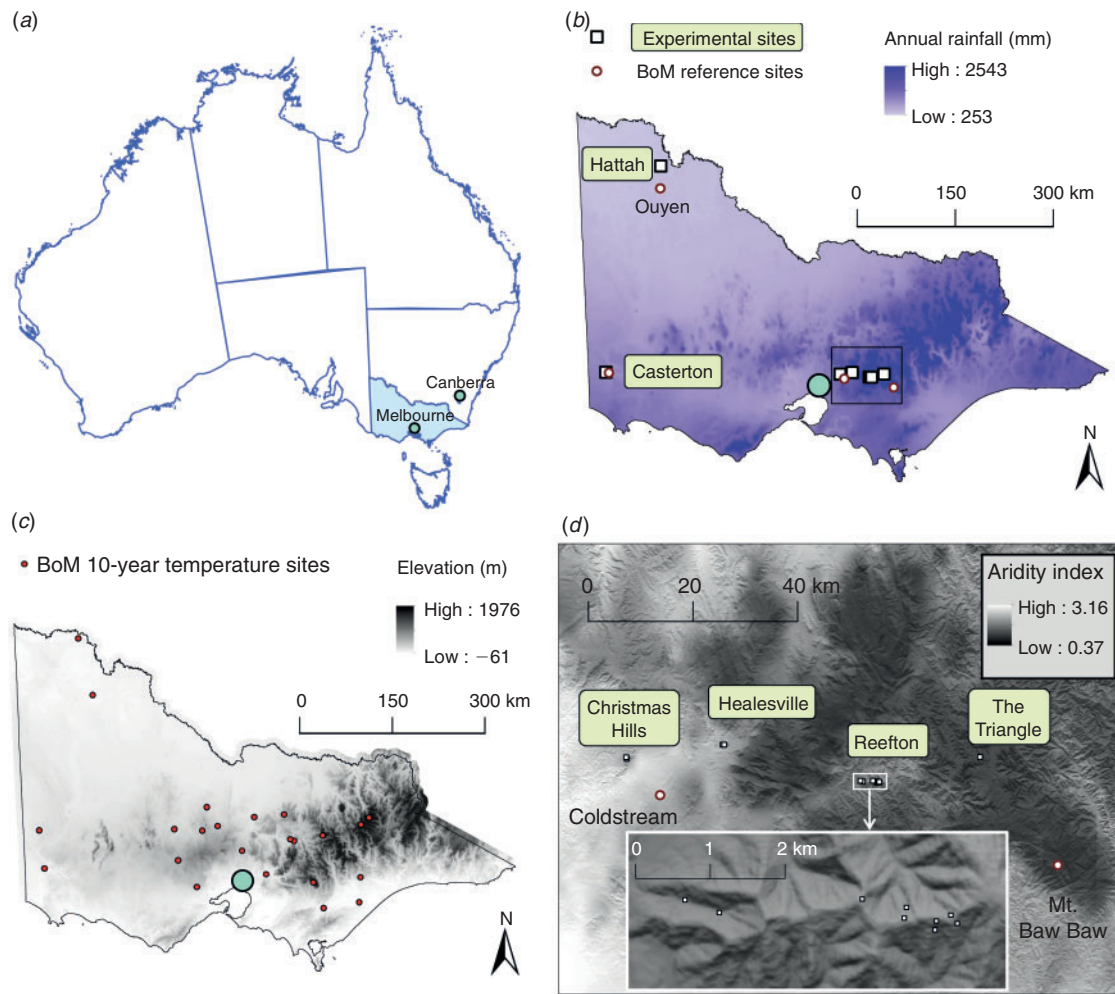 (a)
Canberra
Melbourne
(b)
Experimental sites
BoM reference sites
Annual rainfall (mm)
High : 2543
Low : 253
Hattah
Ouyen
0 150 300 km
Casterton
N
(c)
BoM 10-year temperature sites
Elevation (m)
High : 1976
Low : −61
0 150 300 km
N
(d)
0 20 40 km
Aridity index
High : 3.16
Low : 0.37
Christmas
Hills
Healesville
Reefton
The
Triangle
Coldstream
0 1 2 km
Mt.
Baw Baw